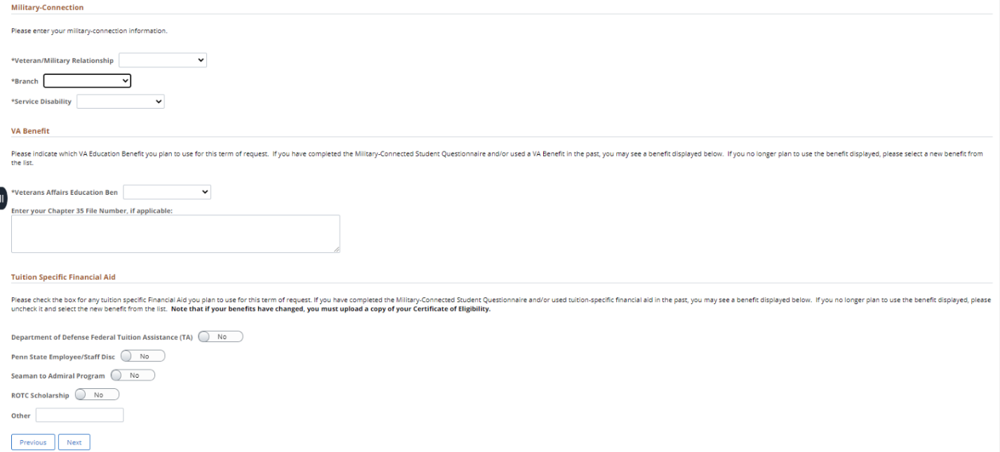 Military-Connection
Please enter your military-connection information.
*Veteran/Military Relationship
*Branch
*Service Disability
VA Benefit
Please indicate which VA Education Benefit you plan to use for this term of request. If you have completed the Military-Connected Student Questionnaire and/or used a VA Benefit in the past, you may see a benefit displayed below. If you no longer plan to use the benefit displayed, please select a new benefit from
the list.
*Veterans Affairs Education Ben
Enter your Chapter 35 File Number, if applicable:
Tuition Specific Financial Aid
Please check the box for any tuition specific Financial Aid you plan to use for this term of request. If you have completed the Military-Connected Student Questionnaire and/or used tuition-specific financial aid in the past, you may see a benefit displayed below. If you no longer plan to use the benefit displayed, please
uncheck it and select the new benefit from the list. Note that if your benefits have changed, you must upload a copy of your Certificate of Eligibility.
Department of Defense Federal Tuition Assistance (TA) No
Penn State Employee/Staff Disc No
Seaman to Admiral Program No
ROTC Scholarship No
Other
Previous Next